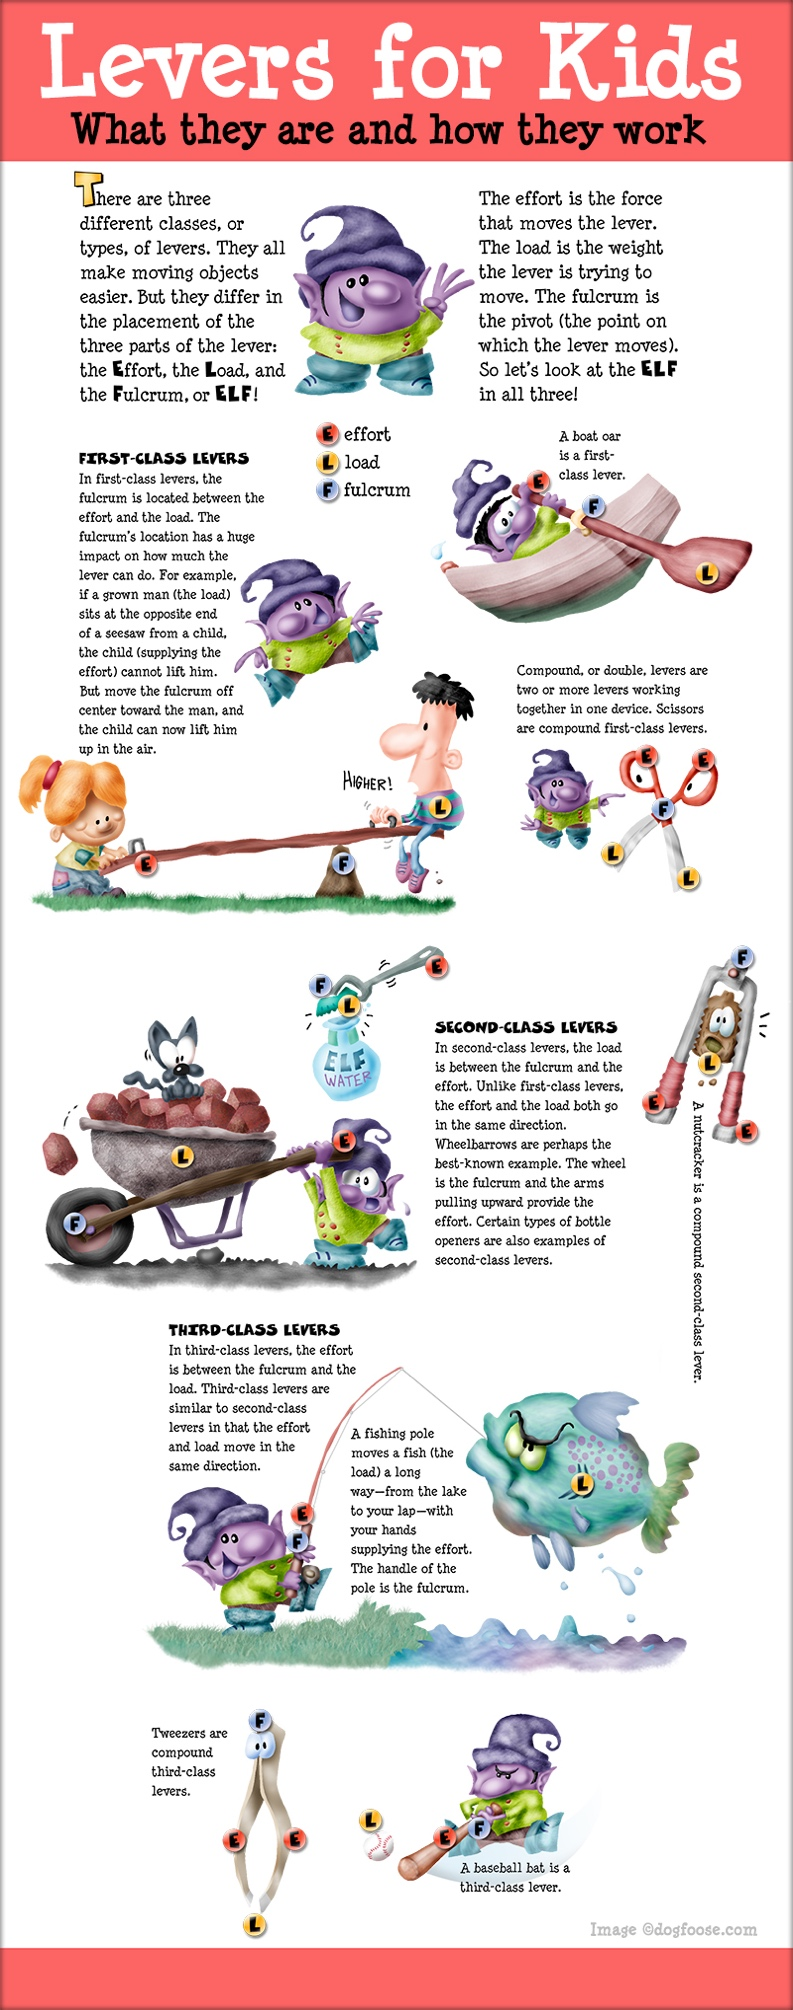 Levers for Kids
What they are and how they work
There are three
different classes, or
types, of levers. They all
make moving objects
easier. But they differ in
the placement of the
three parts of the lever:
the Effort, the Load, and
the Fulcrum, or ELF!
The effort is the force
that moves the lever.
The load is the weight
the lever is trying to
move. The fulcrum is
the pivot (the point on
which the lever moves).
So let's look at the ELF
in all three!
E effort
L load
F fulcrum
FIRST-CLASS LEVERS
In first-class levers, the
fulcrum is located between the
effort and the load. The
fulcrum's location has a huge
impact on how much the
lever can do. For example,
if a grown man (the load)
sits at the opposite end
of a seesaw from a child,
the child (supplying the
effort) cannot lift him.
But move the fulcrum off
center toward the man, and
the child can now lift him
up in the air.
A boat oar
is a first-
class lever.
E
F
L
Compound, or double, levers are
two or more levers working
together in one device. Scissors
are compound first-class levers.
E
E
F
L
L
HIGHER!
L
E
F
F
L
E
ELF
WATER
SECOND-CLASS LEVERS
In second-class levers, the load
is between the fulcrum and the
effort. Unlike first-class levers,
the effort and the load both go
in the same direction.
Wheelbarrows are perhaps the
best-known example. The wheel
is the fulcrum and the arms
pulling upward provide the
effort. Certain types of bottle
openers are also examples of
second-class levers.
E
L
F
F
L
E
E
A nutcracker is a compound second-class lever.
THIRD-CLASS LEVERS
In third-class levers, the effort
is between the fulcrum and the
load. Third-class levers are
similar to second-class
levers in that the effort
and load move in the
same direction.
A fishing pole
moves a fish (the
load) a long
way—from the lake
to your lap—with
your hands
supplying the effort.
The handle of the
pole is the fulcrum.
L
E
F
Tweezers are
compound
third-class
levers.
F
E
E
L
L
E
F
A baseball bat is a
third-class lever.
Image ©dogfoose.com